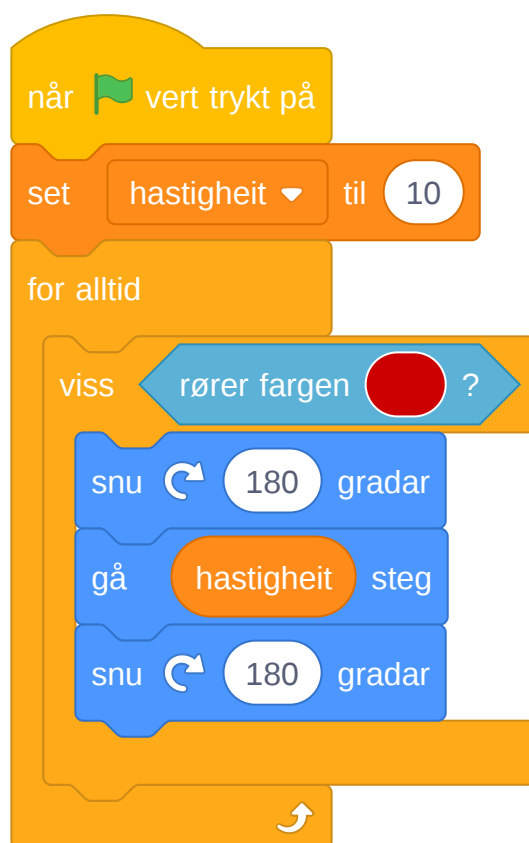 når vert trykt på
set hastigheit til 10
for alltid
viss rører fargen ?
snu 180 gradar
gå hastigheit steg
snu 180 gradar